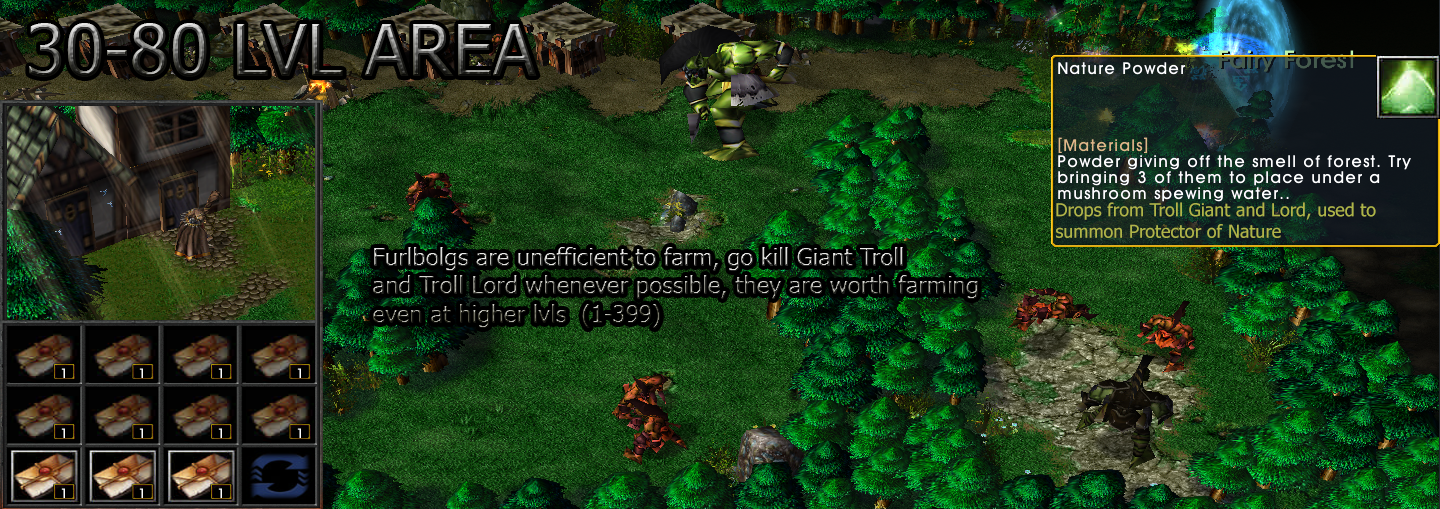 30-80 LVL AREA
Fairy Forest
Nature Powder
[Materials]
Powder giving off the smell of forest. Try
bringing 3 of them to place under a
mushroom spewing water..
Drops from Troll Giant and Lord, used to
summon Protector of Nature
Furlbolgs are unefficient to farm, go kill Giant Troll
and Troll Lord whenever possible, they are worth farming
even at higher lvls (1-399)
1 1 1 1
1 1 1 1
1 1 1